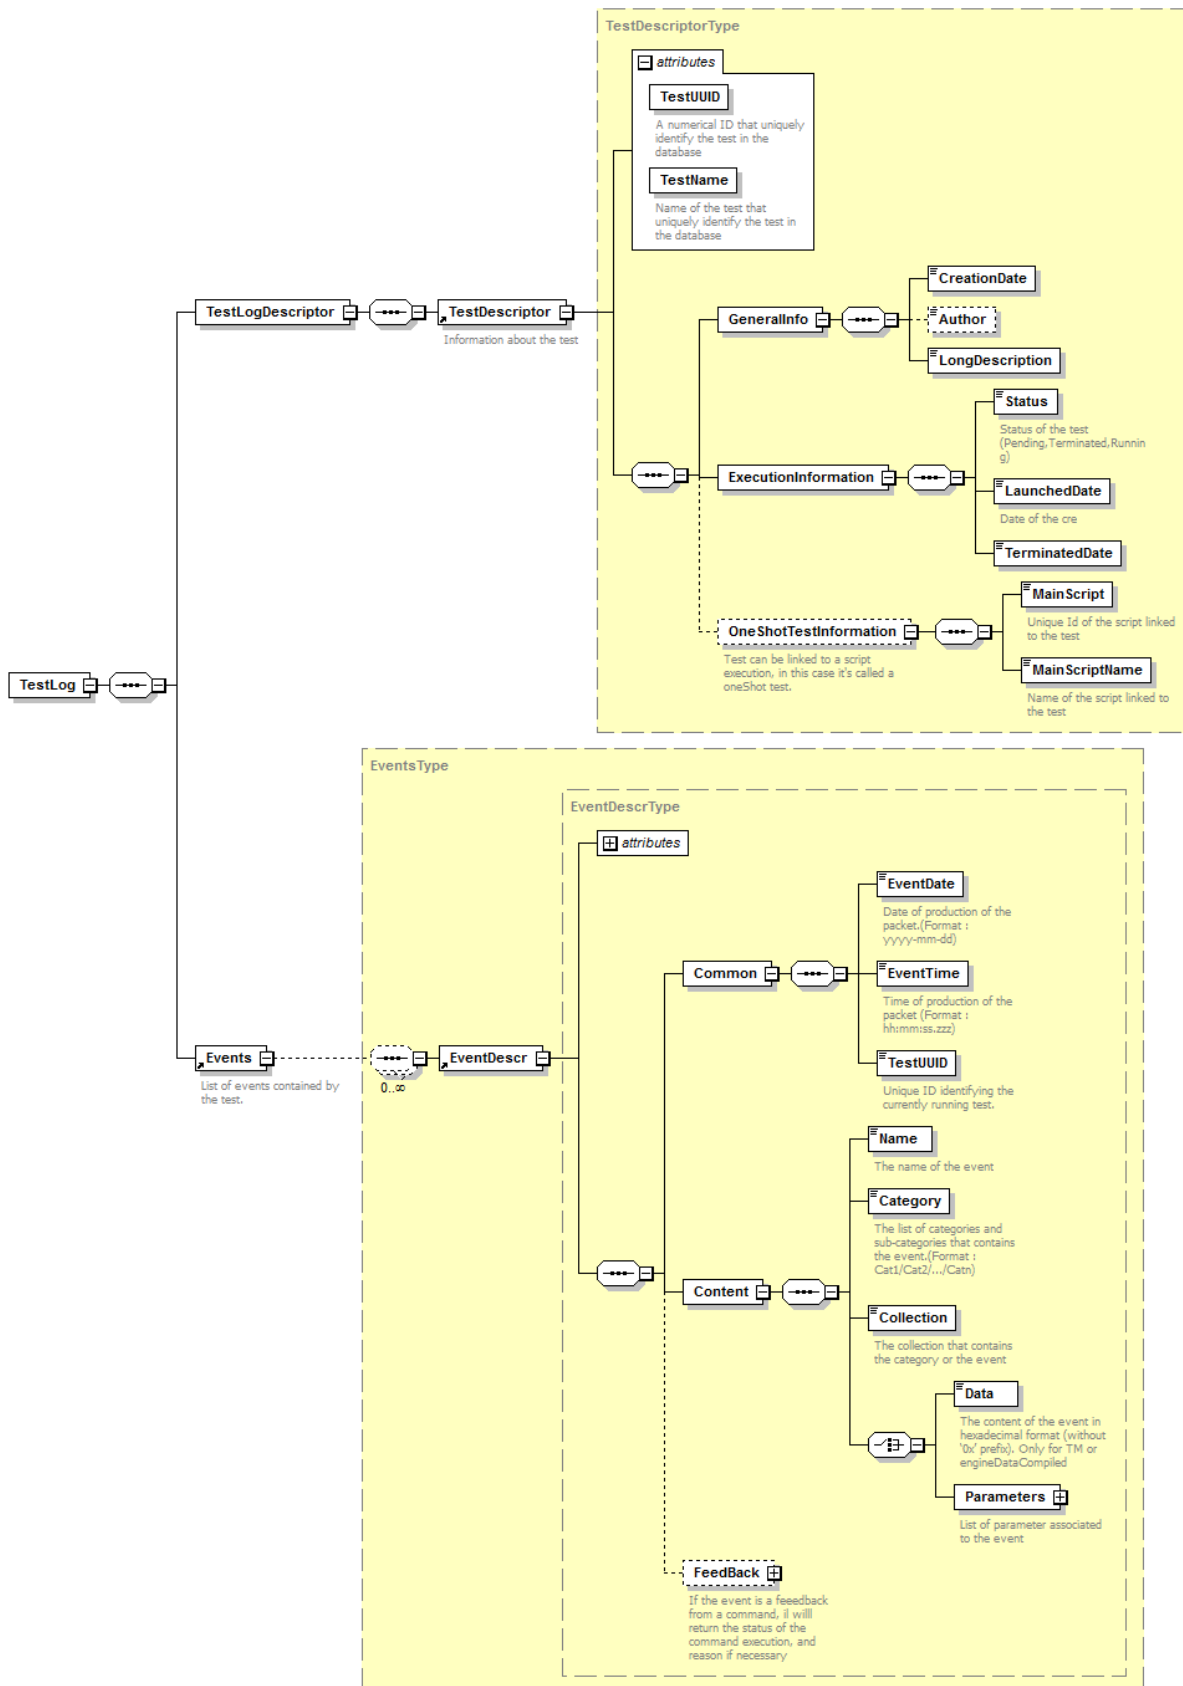 TestDescriptorType
attributes
TestUUID
A numerical ID that uniquely
identify the test in the
database
TestName
Name of the test that
uniquely identify the test in
the database
TestLogDescriptor
TestDescriptor
Information about the test
GeneralInfo
CreationDate
Author
LongDescription
ExecutionInformation
Status
Status of the test
(Pending,Terminated,Runnin
g)
LaunchedDate
Date of the cre
TerminatedDate
OneShotTestInformation
Test can be linked to a script
execution, in this case it's called a
oneShot test.
MainScript
Unique Id of the script linked
to the test
MainScriptName
Name of the script linked to
the test
TestLog
EventsType
EventDescrType
attributes
Common
EventDate
Date of production of the
packet.(Format :
yyyy-mm-dd)
EventTime
Time of production of the
packet (Format :
hh:mm:ss.zzz)
TestUUID
Unique ID identifying the
currently running test.
Events
List of events contained by
the test.
0..∞
EventDescr
Content
Name
The name of the event
Category
The list of categories and
sub-categories that contains
the event.(Format :
Cat1/Cat2/.../Catn)
Collection
The collection that contains
the category or the event
Data
The content of the event in
hexadecimal format (without
'0x' prefix). Only for TM or
engineDataCompiled
Parameters
List of parameter associated
to the event
FeedBack
If the event is a feeedback
from a command, il willl
return the status of the
command execution, and
reason if necessary